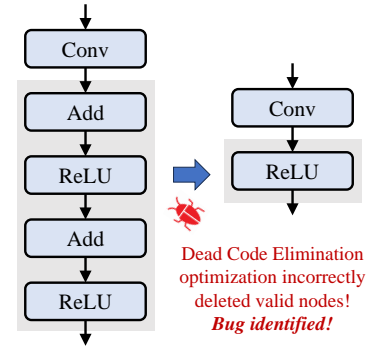 Conv
Add
ReLU
Add
ReLU
Conv
ReLU
Dead Code Elimination
optimization incorrectly
deleted valid nodes!
Bug identified!